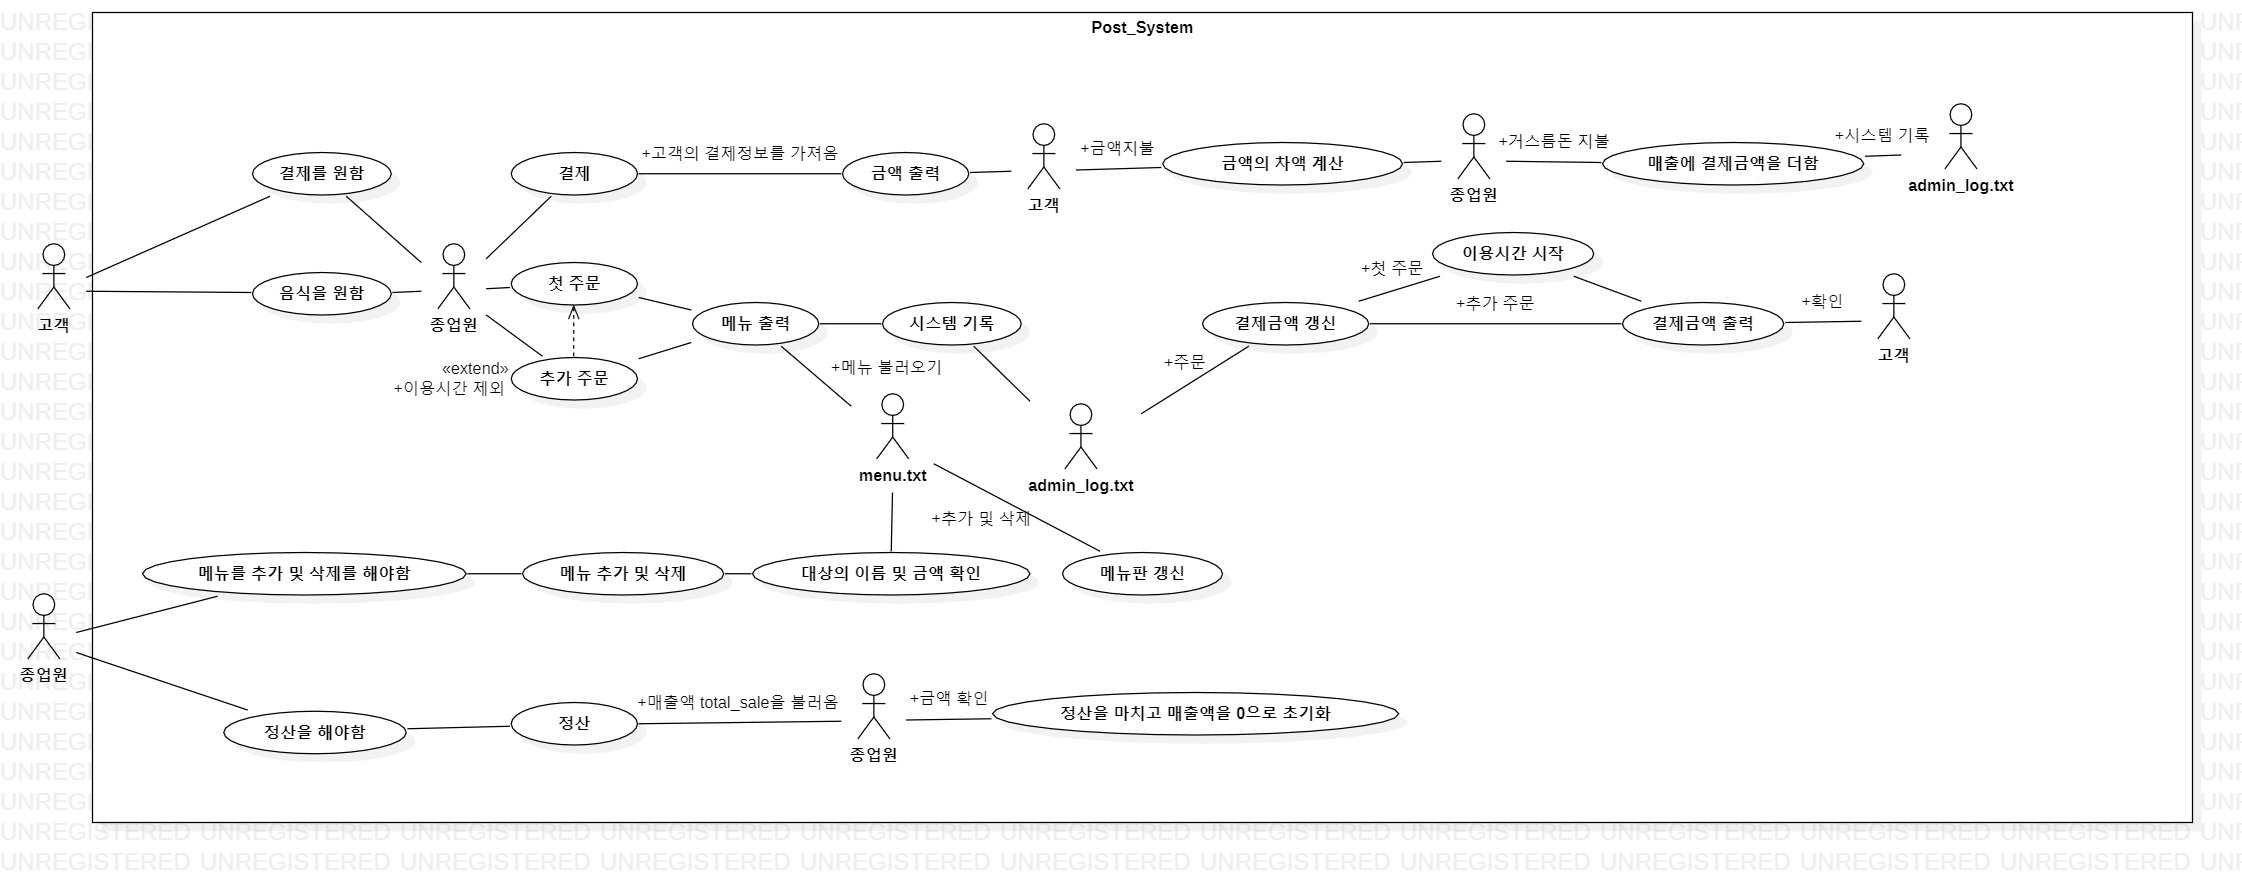 Post_System
결제를 원함
결제
+고객의 결제정보를 가져옴
금액 출력
고객
+금액지불
금액의 차액 계산
종업원
+거스름돈 지불
매출에 결제금액을 더함
+시스템 기록
admin_log.txt
고객
음식을 원함
종업원
첫 주문
«extend»
+이용시간 제외
추가 주문
메뉴 출력
시스템 기록
+메뉴 불러오기
menu.txt
admin_log.txt
+주문
결제금액 갱신
+첫 주문
이용시간 시작
+추가 주문
결제금액 출력
+확인
고객
+추가 및 삭제
종업원
메뉴를 추가 및 삭제를 해야함
메뉴 추가 및 삭제
대상의 이름 및 금액 확인
메뉴판 갱신
정산을 해야함
정산
+매출액 total_sale을 불러옴
종업원
+금액 확인
정산을 마치고 매출액을 0으로 초기화
UNREGISTERED UNREGISTERED UNREGISTERED UNREGISTERED UNREGISTERED UNREGISTERED UNREGISTERED UNREGISTERED UNREGISTERED UNREGISTERED UNREGISTERED